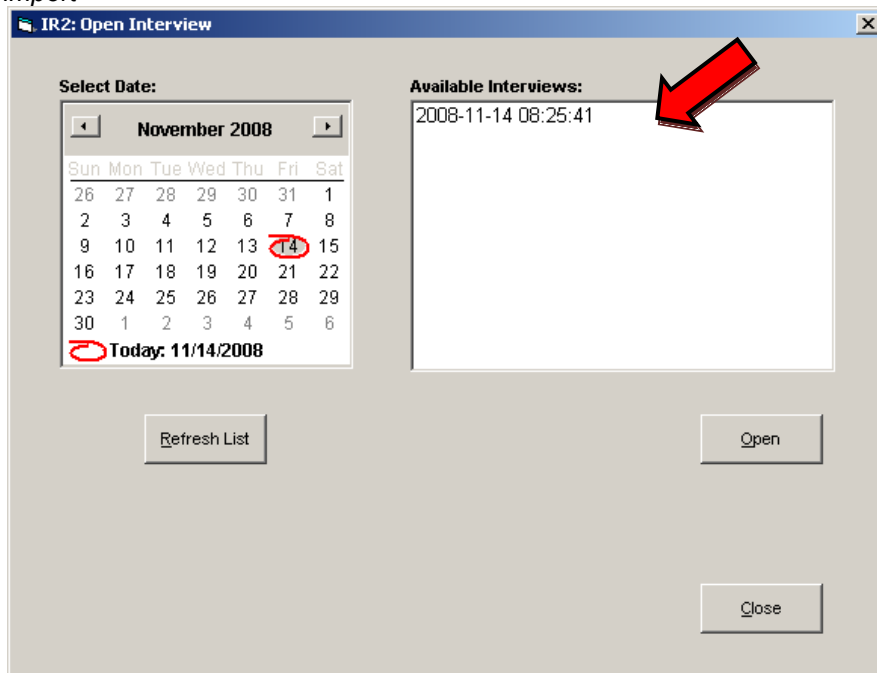 import
IR2: Open Interview
Select Date:
Available Interviews:
November 2008
2008-11-14 08:25:41
Sun Mon Tue Wed Thu Fri Sat
26 27 28 29 30 31 1
2 3 4 5 6 7 8
9 10 11 12 13 14 15
16 17 18 19 20 21 22
23 24 25 26 27 28 29
30 1 2 3 4 5 6
Today: 11/14/2008
Refresh List
Open
Close